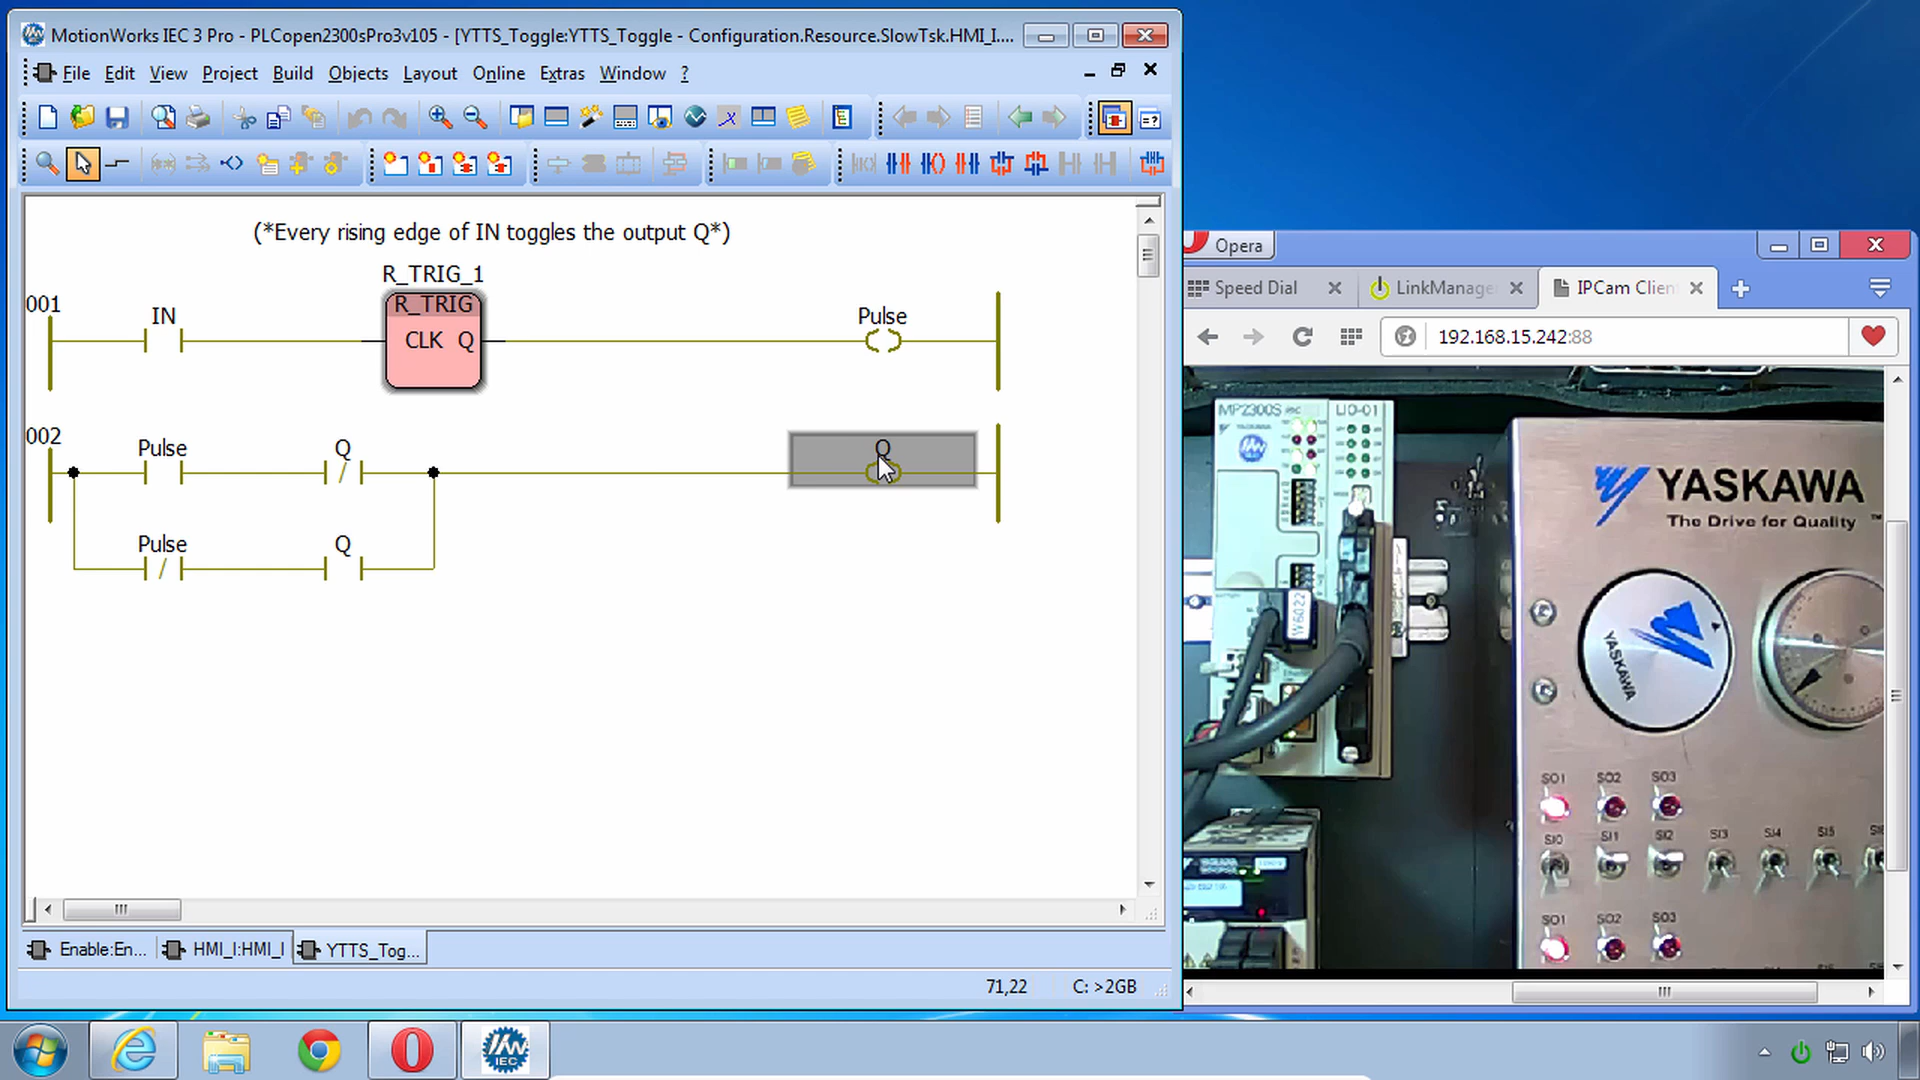 MotionWorks IEC 3 Pro - PLCopen2300sPro3v105 - [YTTS_Toggle:YTTS_Toggle - Configuration.Resource.SlowTsk.HMI_I....
File Edit View Project Build Objects Layout Online Extras Window ?
(*Every rising edge of IN toggles the output Q*)
R_TRIG_1
001
IN
R_TRIG
CLK Q
Pulse
002
Pulse
Q
Q
Pulse
Q
Enable:En...
HMI_I:HMI_I
YTTS_Tog...
71,22
C: >2GB
Opera
Speed Dial
LinkManage
IPCam Clien
192.168.15.242:88
MP2300S
LIO-01
YASKAWA
The Drive for Quality ™
YASKAWA
W6022
SO1 SO2 SO3
SI0 SI1 SI2 SI3 SI4 SI5
SO1 SO2 SO3
IEC